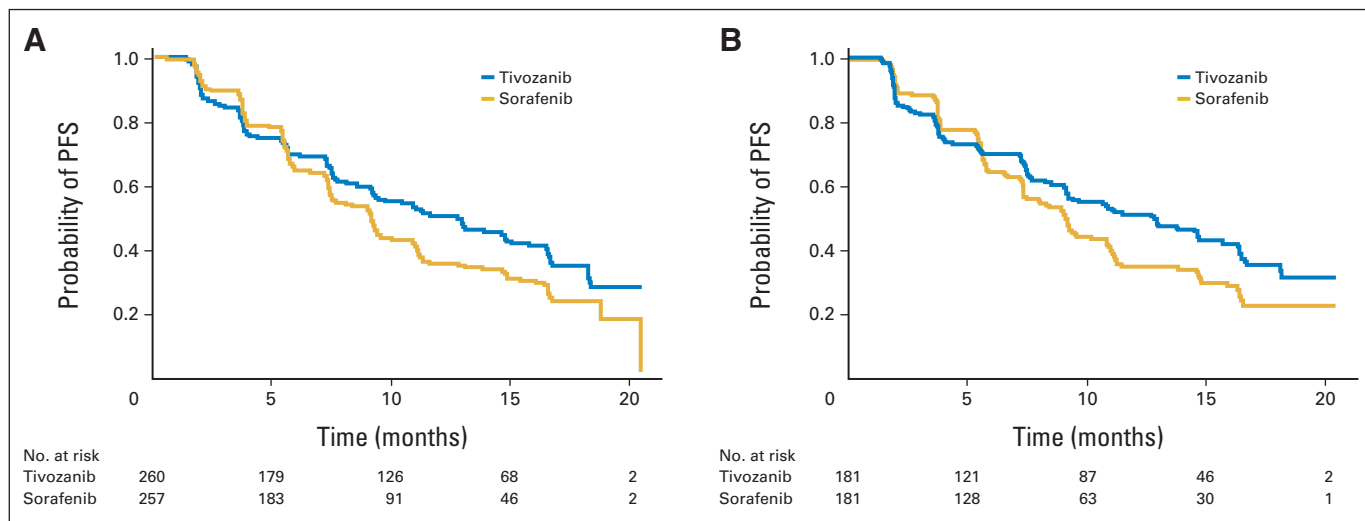 A
1.0
0.8
0.6
0.4
0.2
0
5
10
15
20
Probability of PFS
Time (months)
Tivozanib
Sorafenib
No. at risk
Tivozanib 260 179 126 68 2
Sorafenib 257 183 91 46 2
B
1.0
0.8
0.6
0.4
0.2
0
5
10
15
20
Probability of PFS
Time (months)
Tivozanib
Sorafenib
No. at risk
Tivozanib 181 121 87 46 2
Sorafenib 181 128 63 30 1